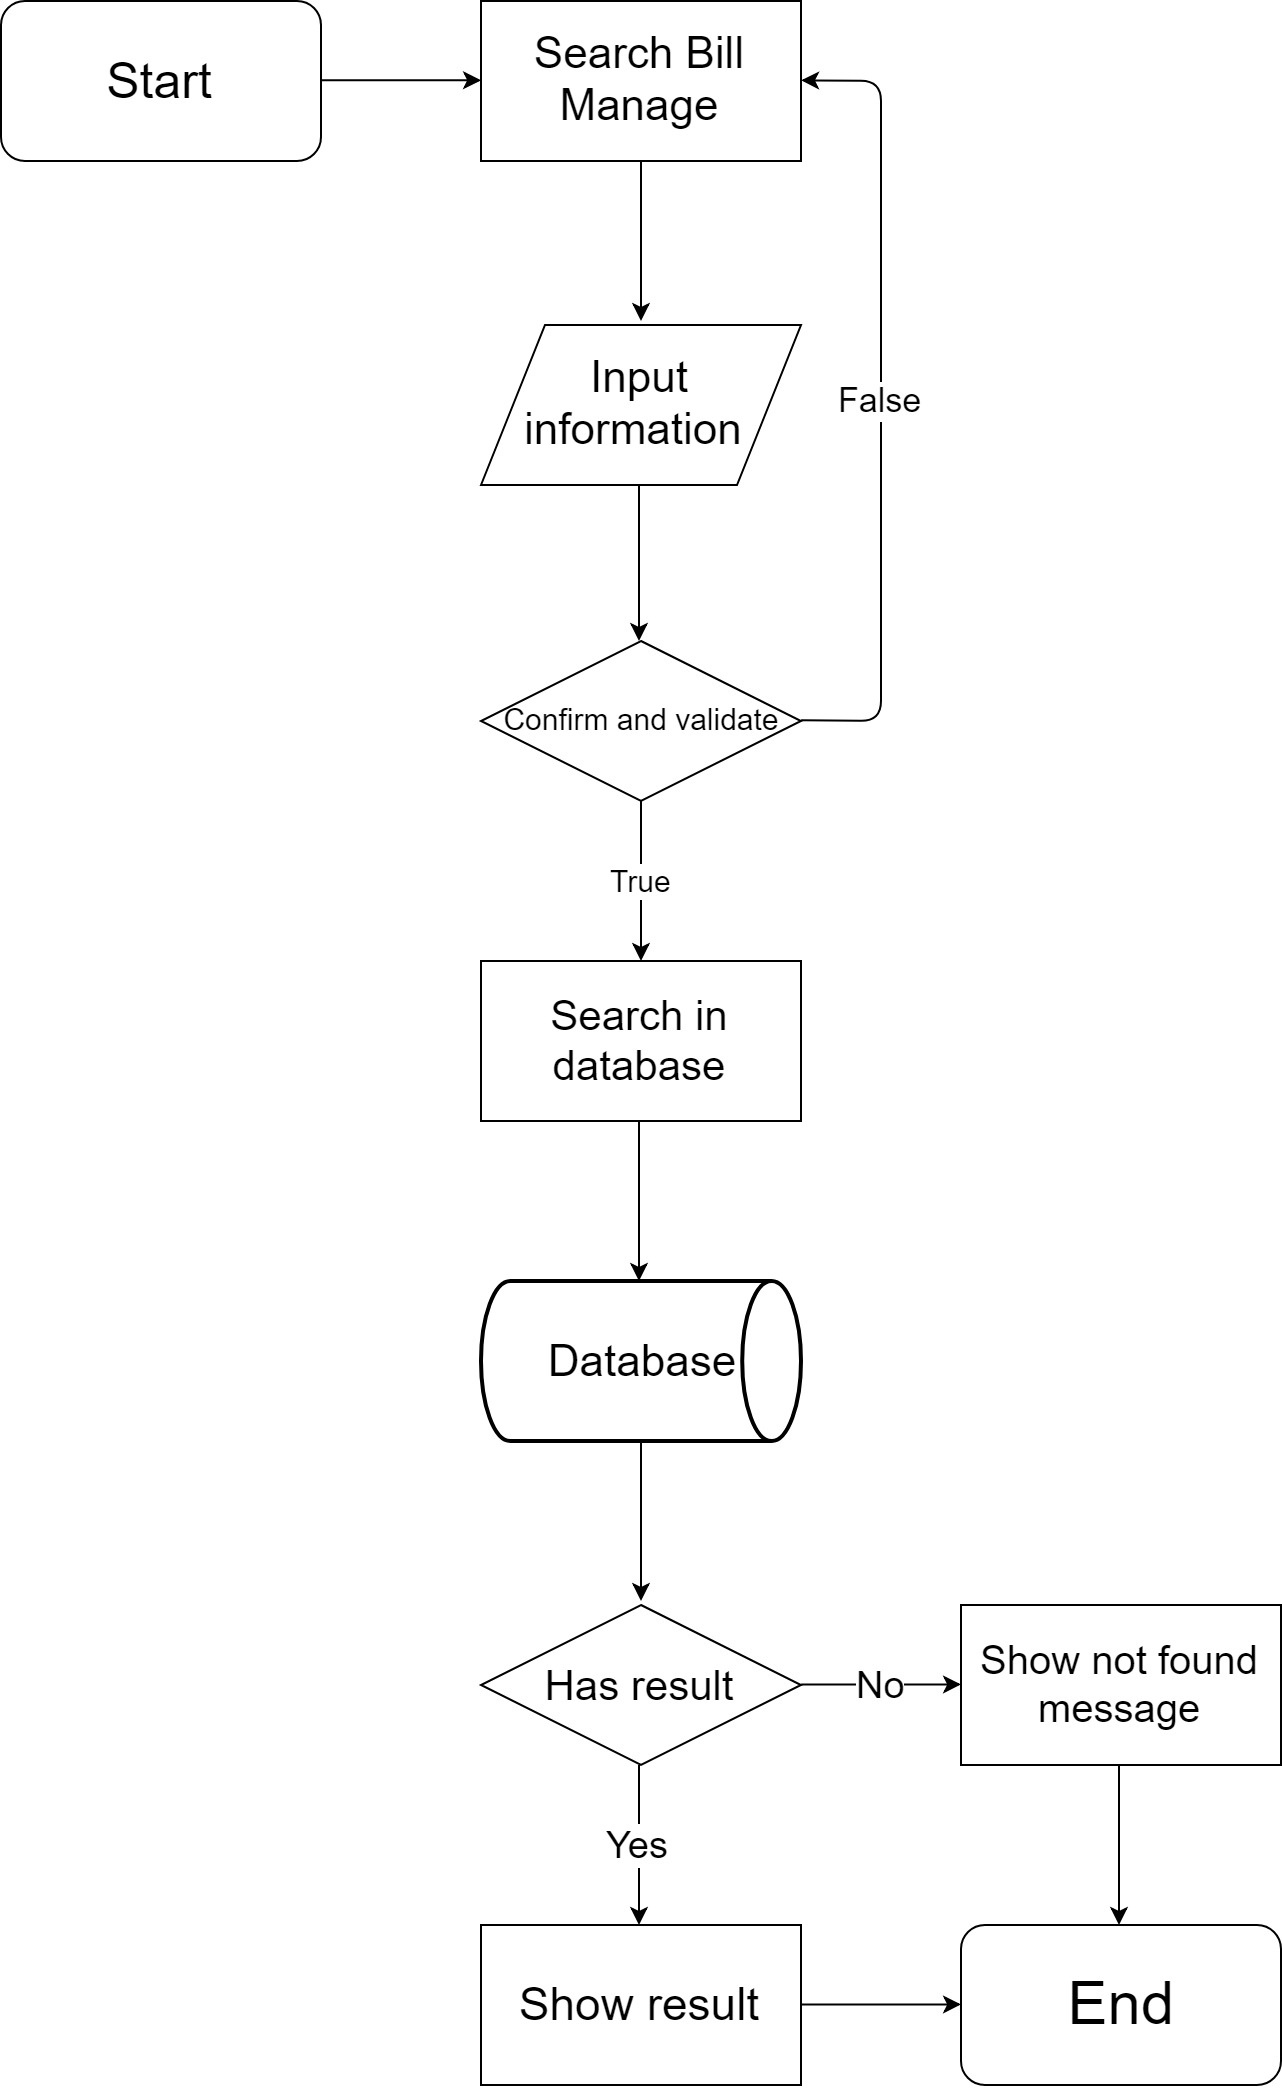 Start
Search Bill
Manage
Input
information
False
Confirm and validate
True
Search in
database
Database
Has result
No
Show not found
message
Yes
Show result
End